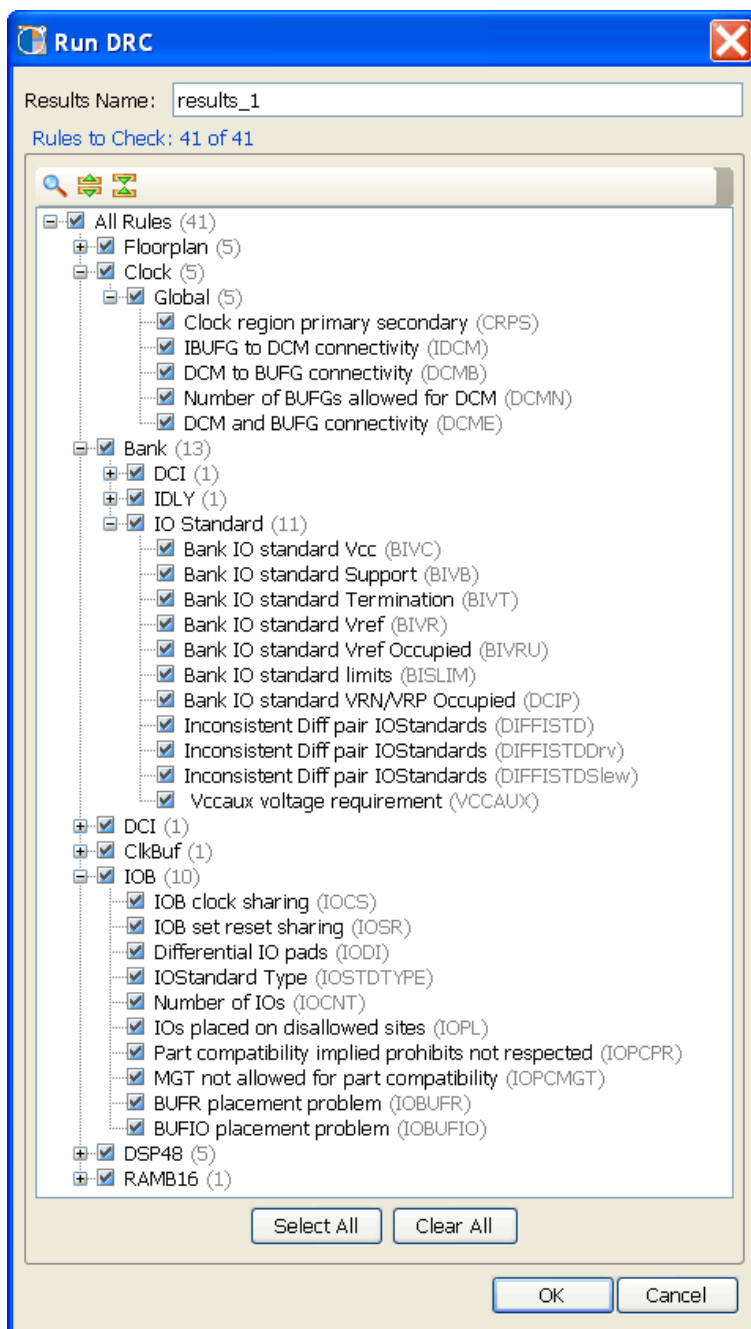 Run DRC
Results Name: results_1
Rules to Check: 41 of 41
All Rules (41)
Floorplan (5)
Clock (5)
Global (5)
Clock region primary secondary (CRPS)
IBUFG to DCM connectivity (IDCM)
DCM to BUFG connectivity (DCMB)
Number of BUFGs allowed for DCM (DCMN)
DCM and BUFG connectivity (DCME)
Bank (13)
DCI (1)
IDLY (1)
IO Standard (11)
Bank IO standard Vcc (BIVC)
Bank IO standard Support (BIVB)
Bank IO standard Termination (BIVT)
Bank IO standard Vref (BIVR)
Bank IO standard Vref Occupied (BIVRU)
Bank IO standard limits (BISLIM)
Bank IO standard VRN/VRP Occupied (DCIP)
Inconsistent Diff pair IOStandards (DIFFISTD)
Inconsistent Diff pair IOStandards (DIFFISTDDrv)
Inconsistent Diff pair IOStandards (DIFFISTDSlew)
Vccaux voltage requirement (VCCAUX)
DCI (1)
ClkBuf (1)
IOB (10)
IOB clock sharing (IOCS)
IOB set reset sharing (IOSR)
Differential IO pads (IODI)
IOStandard Type (IOSTDTYPE)
Number of IOs (IOCNT)
IOs placed on disallowed sites (IOPL)
Part compatibility implied prohibits not respected (IOPCPR)
MGT not allowed for part compatibility (IOPCMGT)
BUFR placement problem (IOBUFR)
BUFIO placement problem (IOBUFIO)
DSP48 (5)
RAMB16 (1)
Select All Clear All
OK Cancel